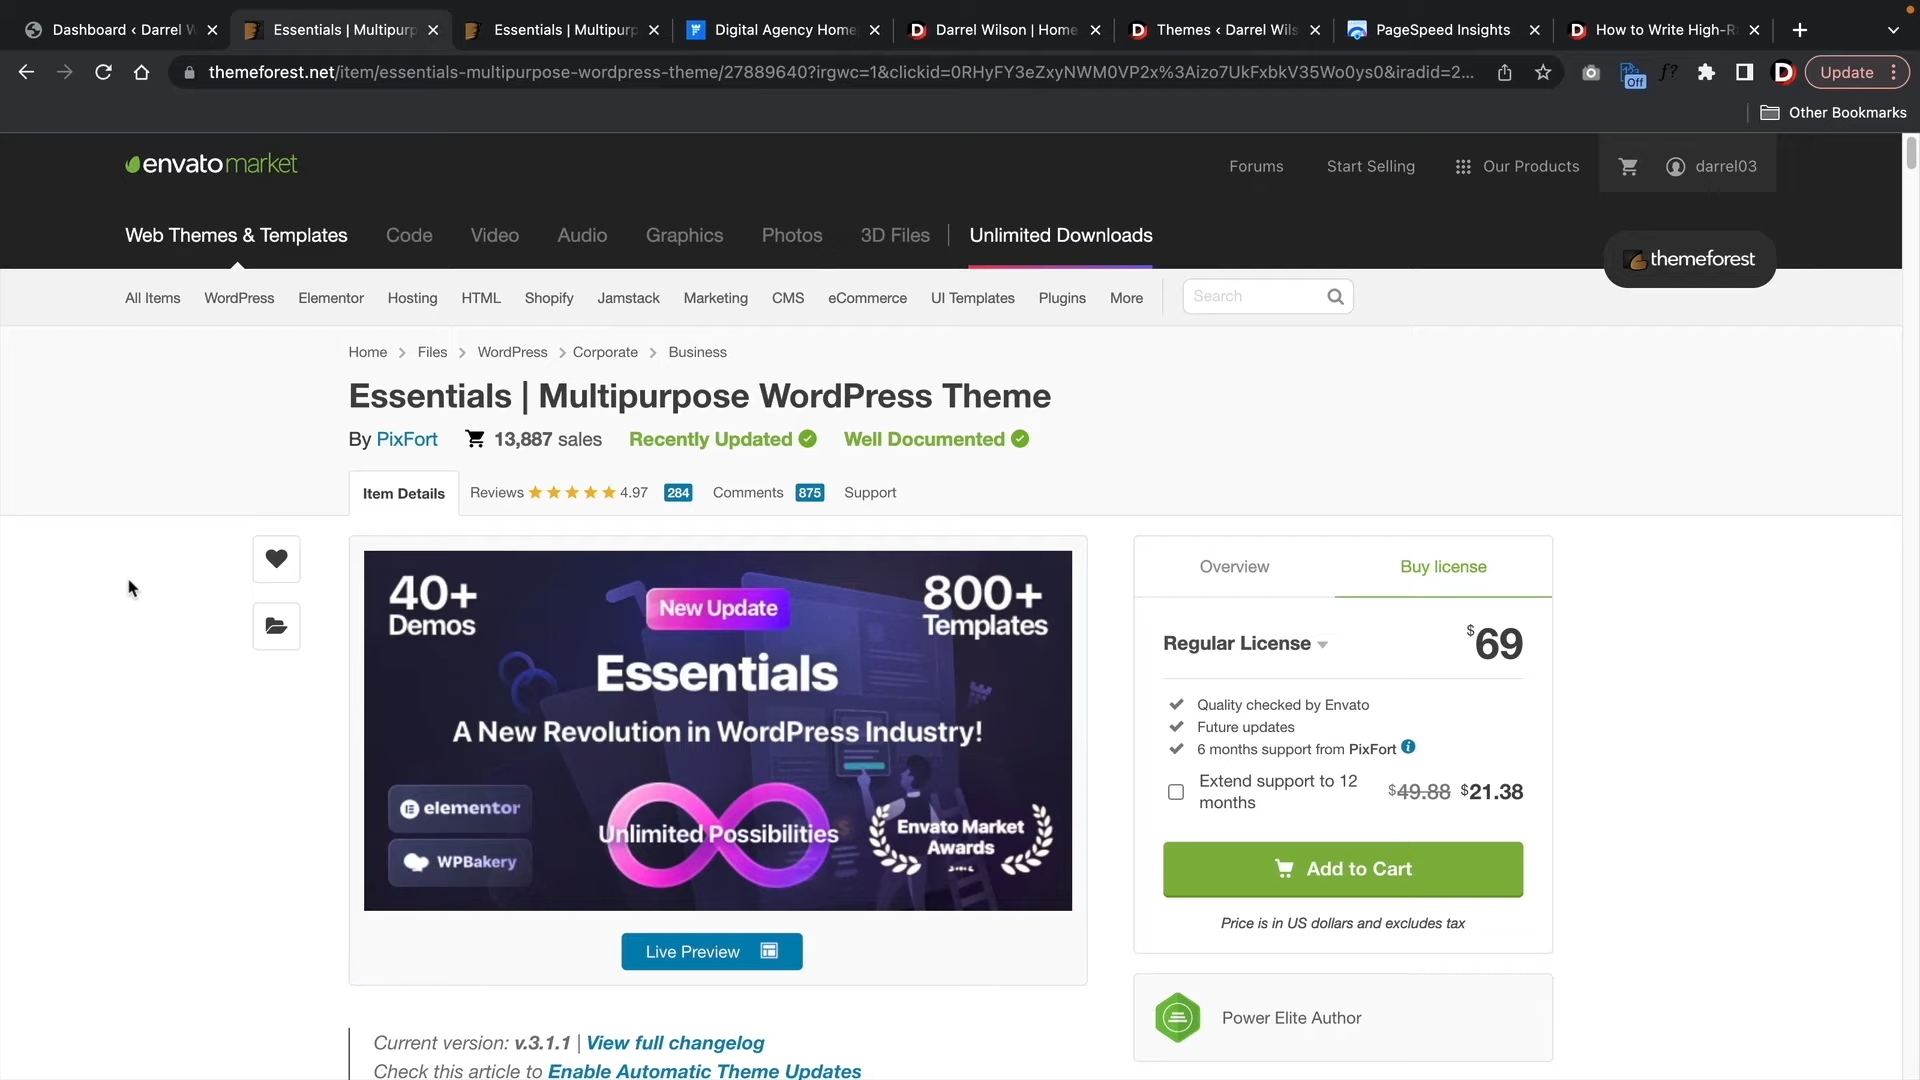 Dashboard ‹ Darrel W
Essentials | Multipurp
Essentials | Multipurp
Digital Agency Home
Darrel Wilson | Home
Themes ‹ Darrel Wils
PageSpeed Insights
How to Write High-Ra
themeforest.net/item/essentials-multipurpose-wordpress-theme/27889640?irgwc=1&clickid=0RHyFY3eZxyNWM0VP2x%3Aizo7UkFxbkV35Wo0ys0&iradid=2...
Off
f?
Update
Other Bookmarks
envatomarket
Forums
Start Selling
Our Products
darrel03
Web Themes & Templates
Code
Video
Audio
Graphics
Photos
3D Files
Unlimited Downloads
themeforest
All Items
WordPress
Elementor
Hosting
HTML
Shopify
Jamstack
Marketing
CMS
eCommerce
UI Templates
Plugins
More
Search
Home > Files > WordPress > Corporate > Business
Essentials | Multipurpose WordPress Theme
By PixFort 13,887 sales Recently Updated Well Documented
Item Details
Reviews 4.97 284
Comments 875
Support
40+
Demos
New Update
800+
Templates
Essentials
A New Revolution in WordPress Industry!
elementor
WPBakery
Unlimited Possibilities
Envato Market
Awards
Live Preview
Overview
Buy license
Regular License
$69
Quality checked by Envato
Future updates
6 months support from PixFort
Extend support to 12
months
$49.88 $21.38
Add to Cart
Price is in US dollars and excludes tax
Power Elite Author
Current version: v.3.1.1 | View full changelog
Check this article to Enable Automatic Theme Updates